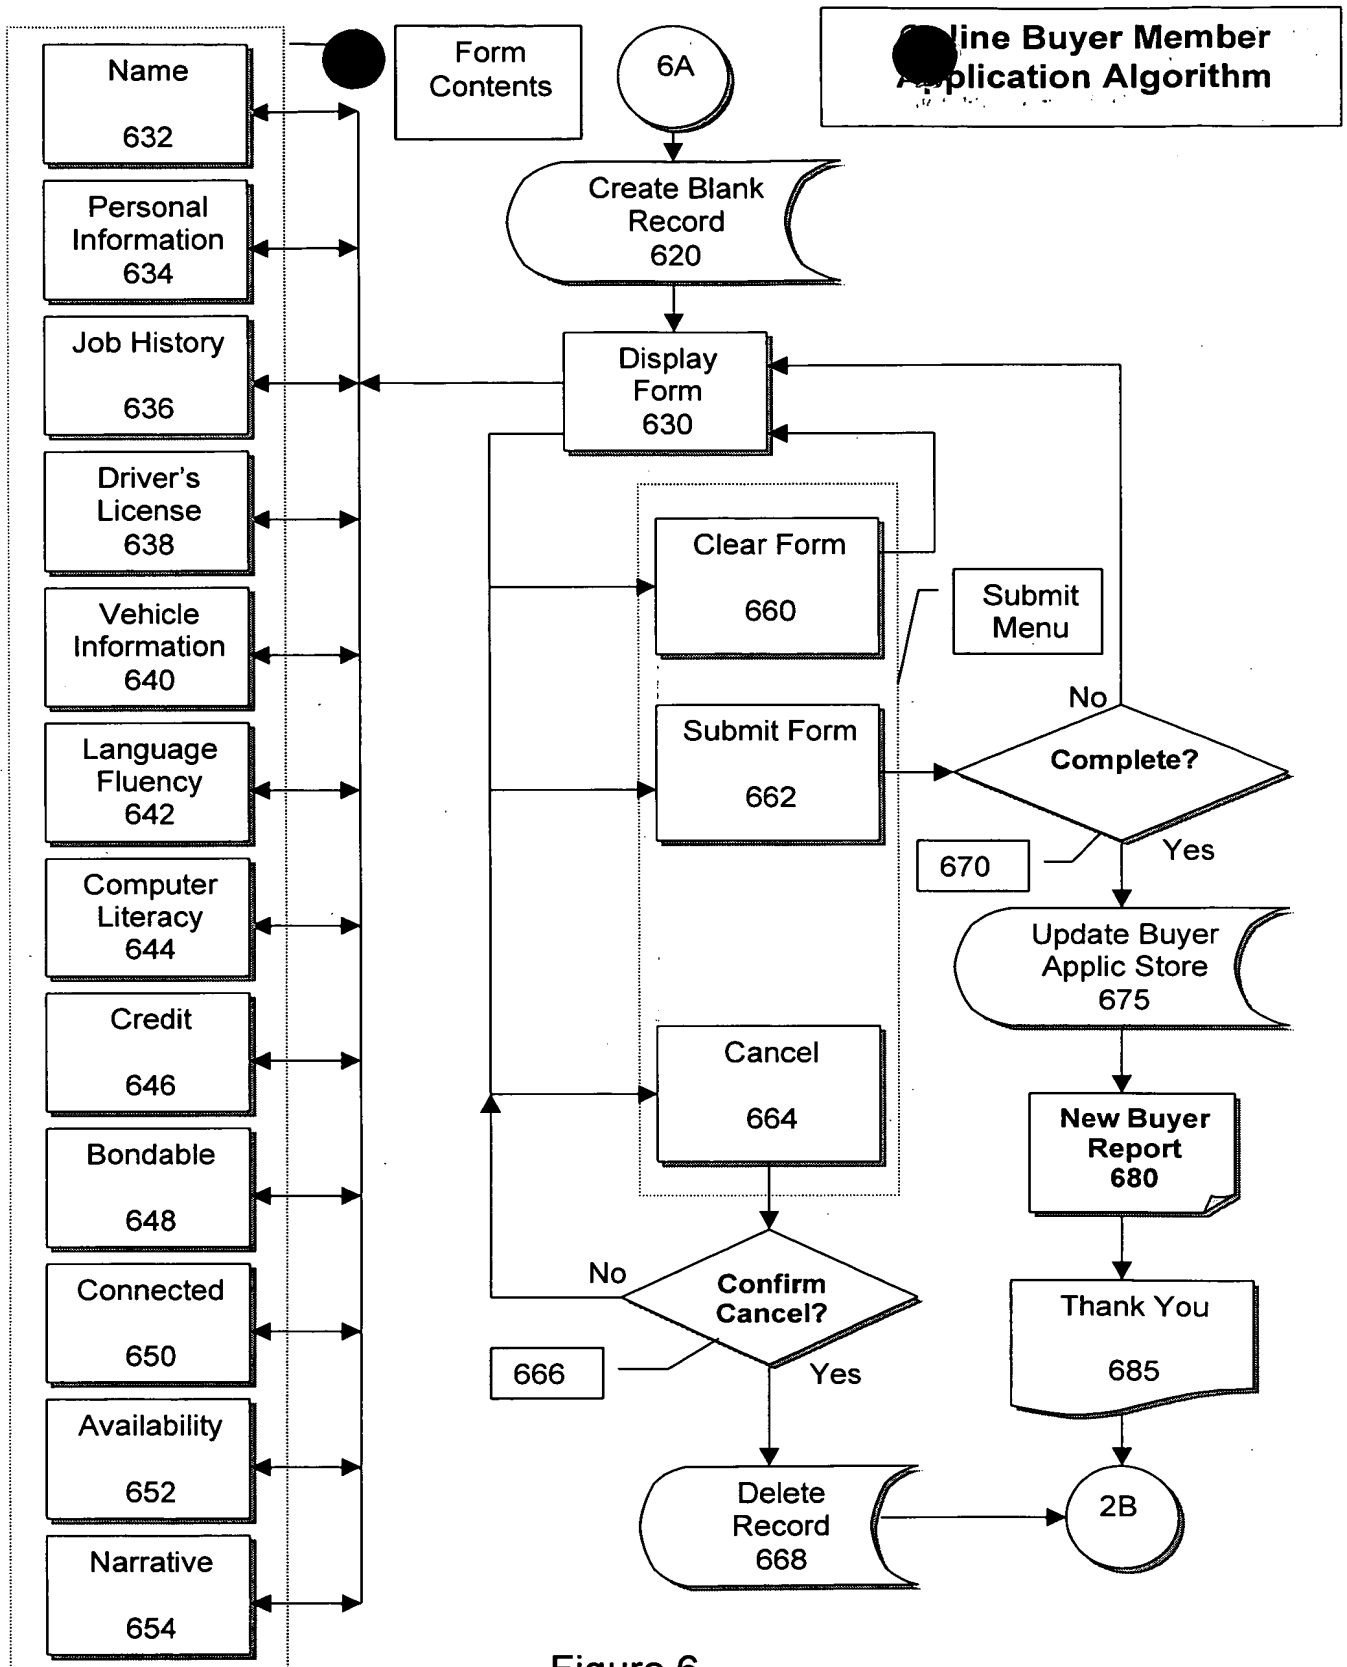 Form
Contents
6A
line Buyer Member
plication Algorithm
Name
632
Personal
Information
634
Job History
636
Driver's
License
638
Vehicle
Information
640
Language
Fluency
642
Computer
Literacy
644
Credit
646
Bondable
648
Connected
650
Availability
652
Narrative
654
Create Blank
Record
620
Display
Form
630
Clear Form
660
Submit
Menu
Submit Form
662
No
Complete?
670
Yes
Update Buyer
Applic Store
675
Cancel
664
New Buyer
Report
680
No
Confirm
Cancel?
666
Yes
Thank You
685
Delete
Record
668
2B
Figure 6